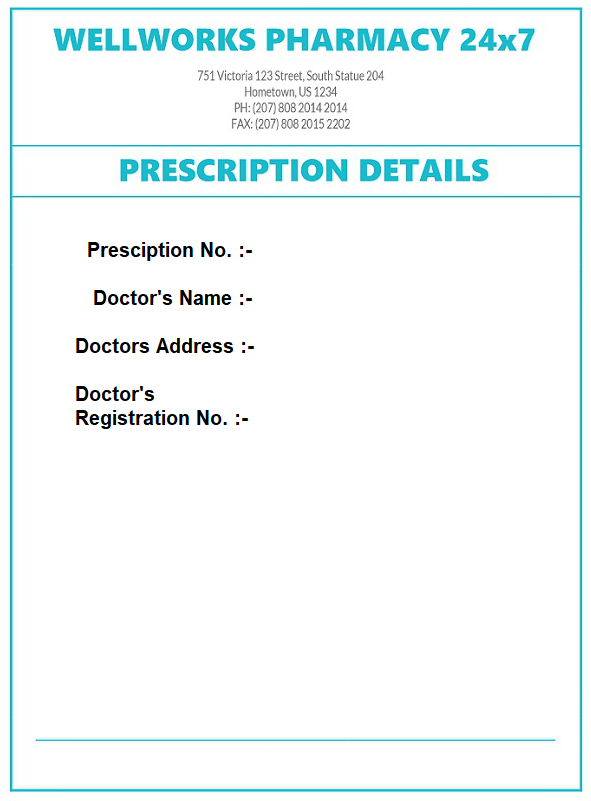 WELLWORKS PHARMACY 24x7
751 Victoria 123 Street, South Statue 204
Hometown, US 1234
PH: (207) 808 2014 2014
FAX: (207) 808 2015 2202
PRESCRIPTION DETAILS
Presciption No. :-
Doctor's Name :-
Doctors Address :-
Doctor's
Registration No. :-